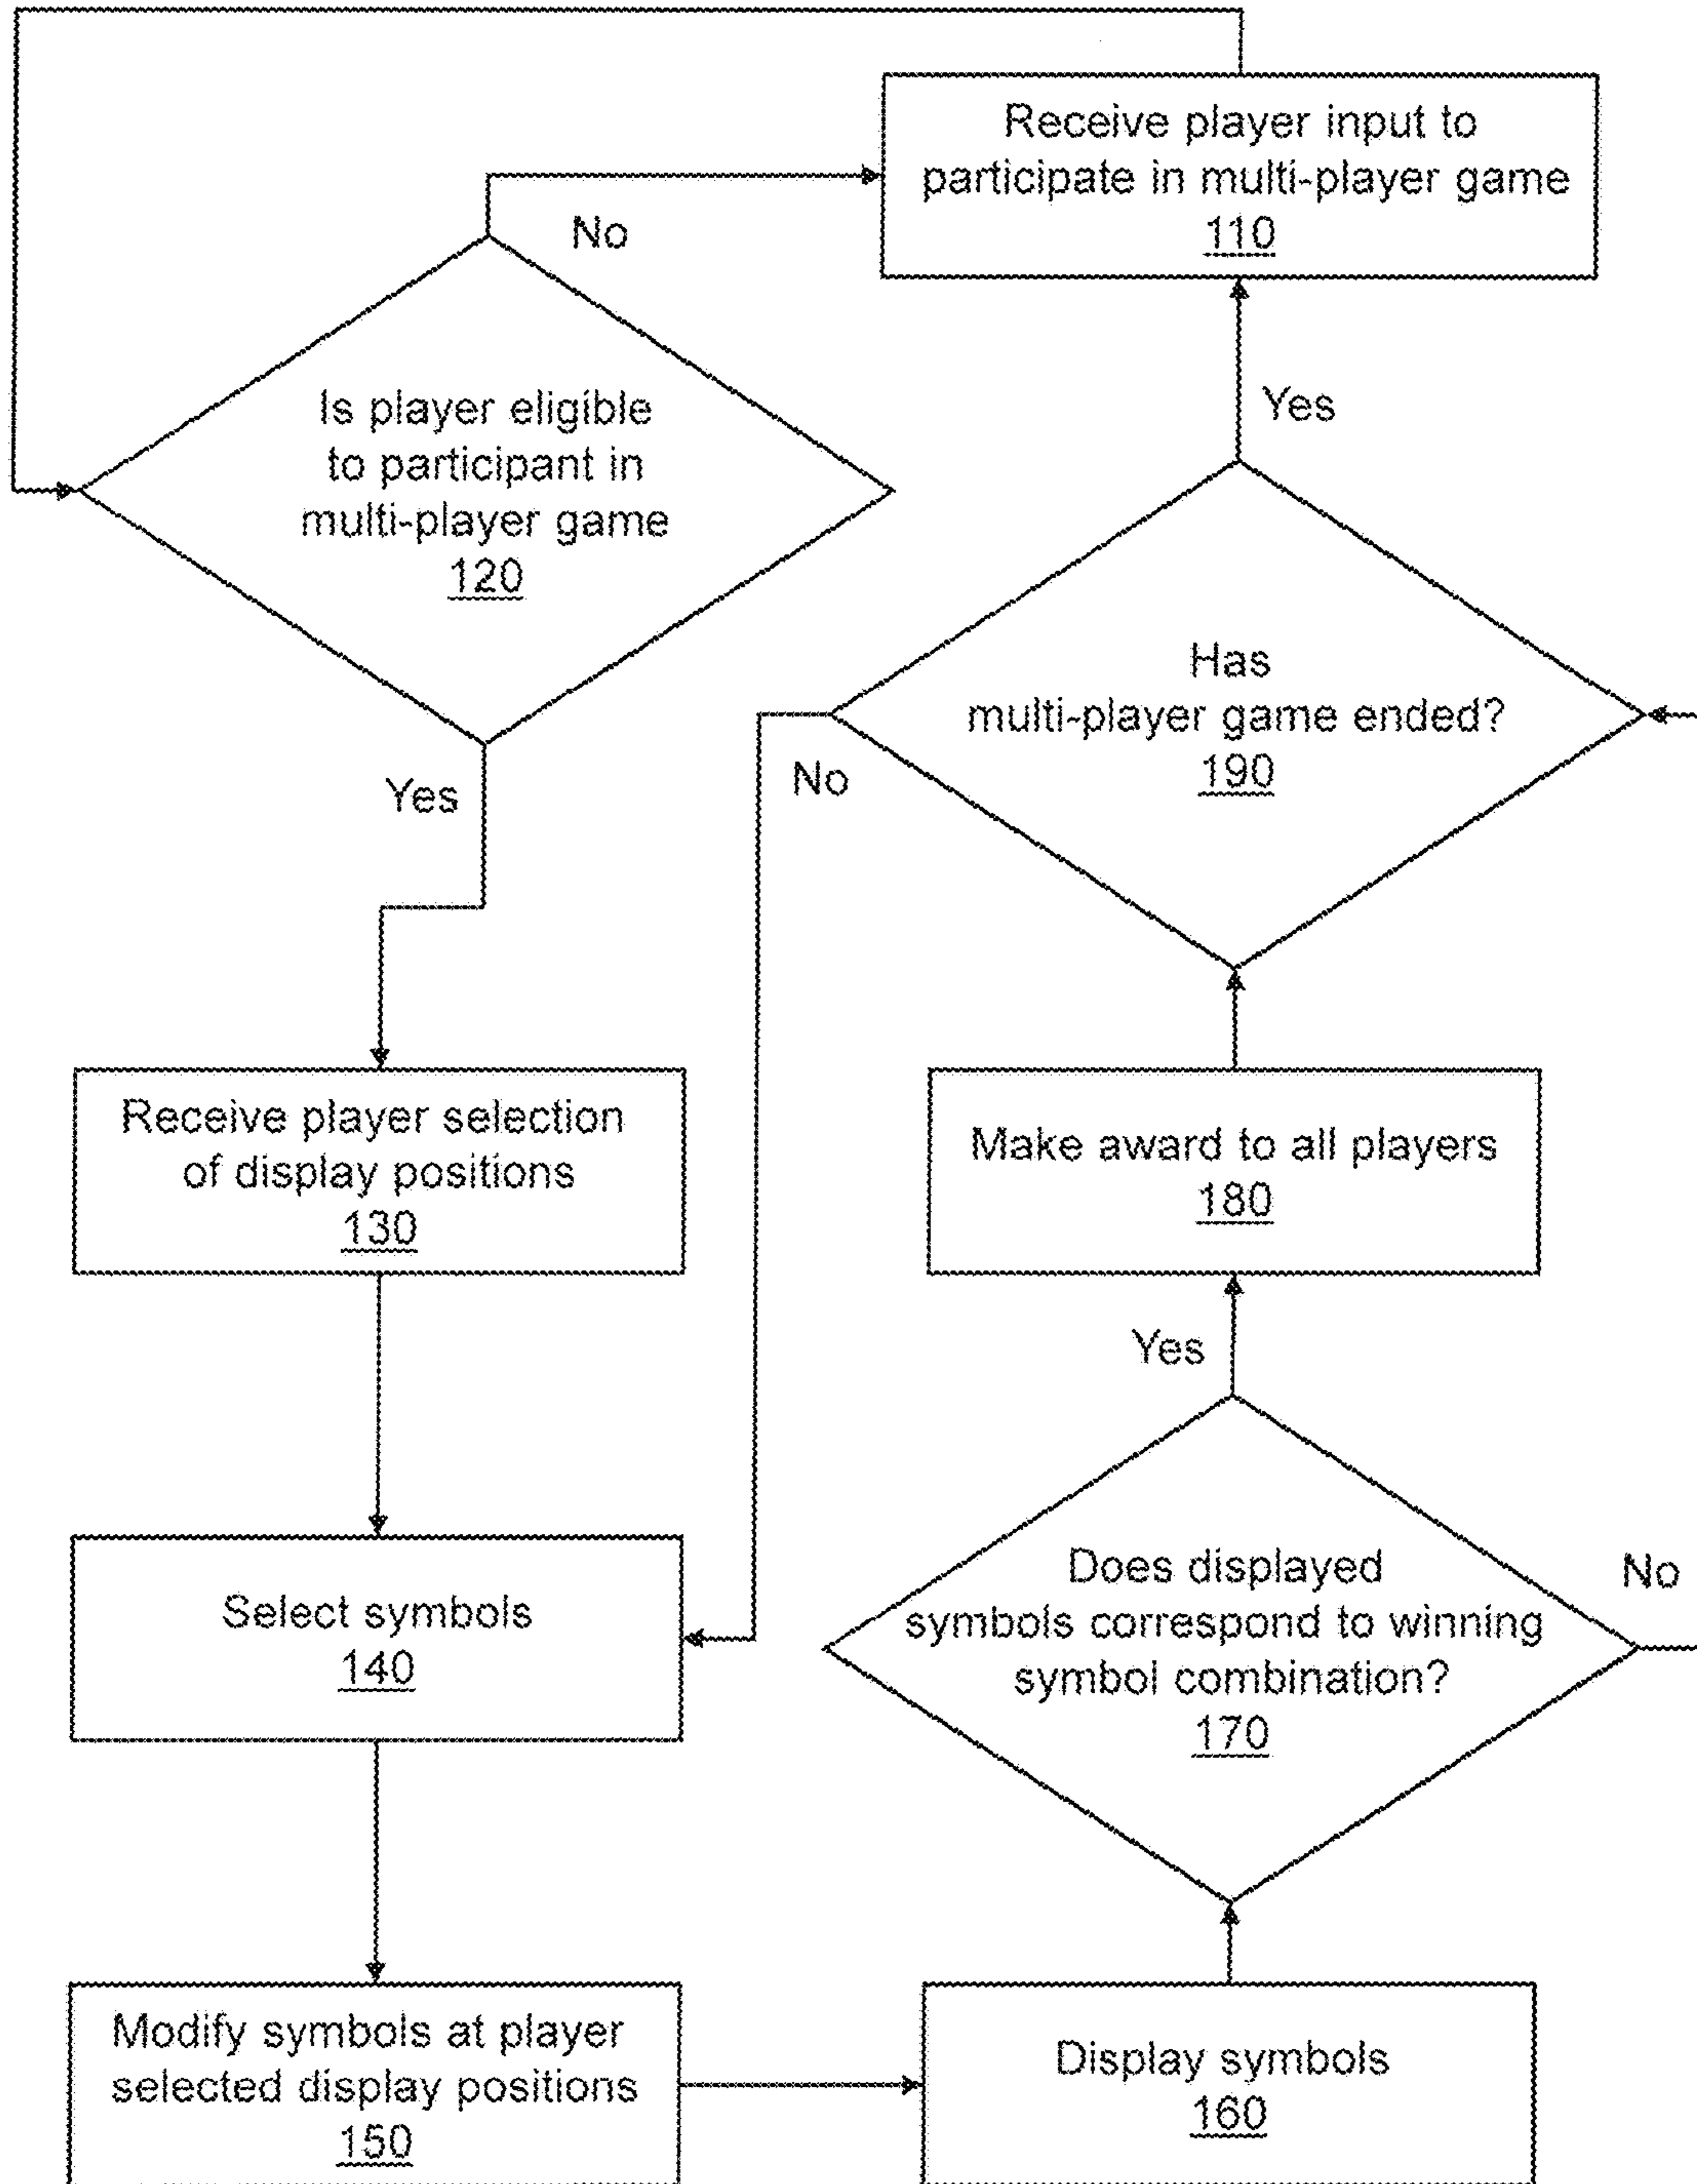 Receive player input to
participate in multi-player game
110
No
Is player eligible
to participant in
multi-player game
120
Yes
Yes
Has
multi-player game ended?
190
No
Receive player selection
of display positions
130
Make award to all players
180
Yes
Select symbols
140
Does displayed
symbols correspond to winning
symbol combination?
170
No
Modify symbols at player
selected display positions
150
Display symbols
160